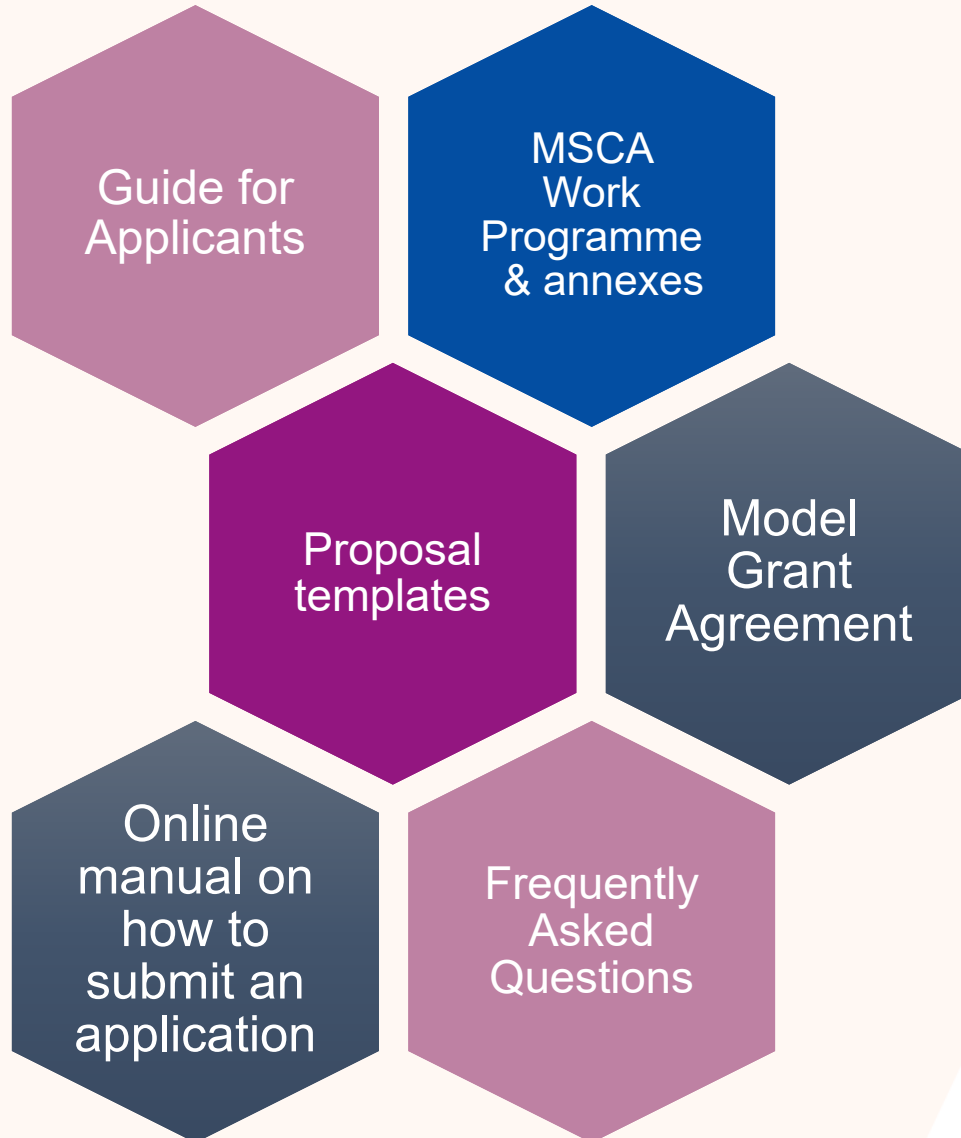 Guide for
Applicants
MSCA
Work
Programme
& annexes
Proposal
templates
Model
Grant
Agreement
Online
manual on
how to
submit an
application
Frequently
Asked
Questions